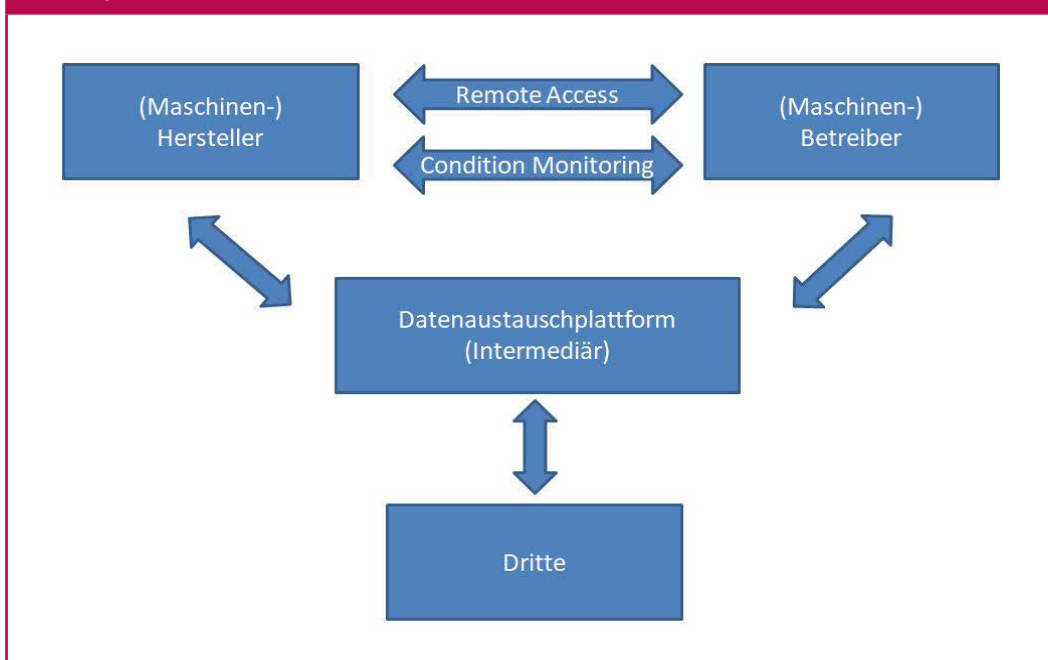 (Maschinen-)
Hersteller
Remote Access
Condition Monitoring
(Maschinen-)
Betreiber
Datenaustauschplattform
(Intermediär)
Dritte